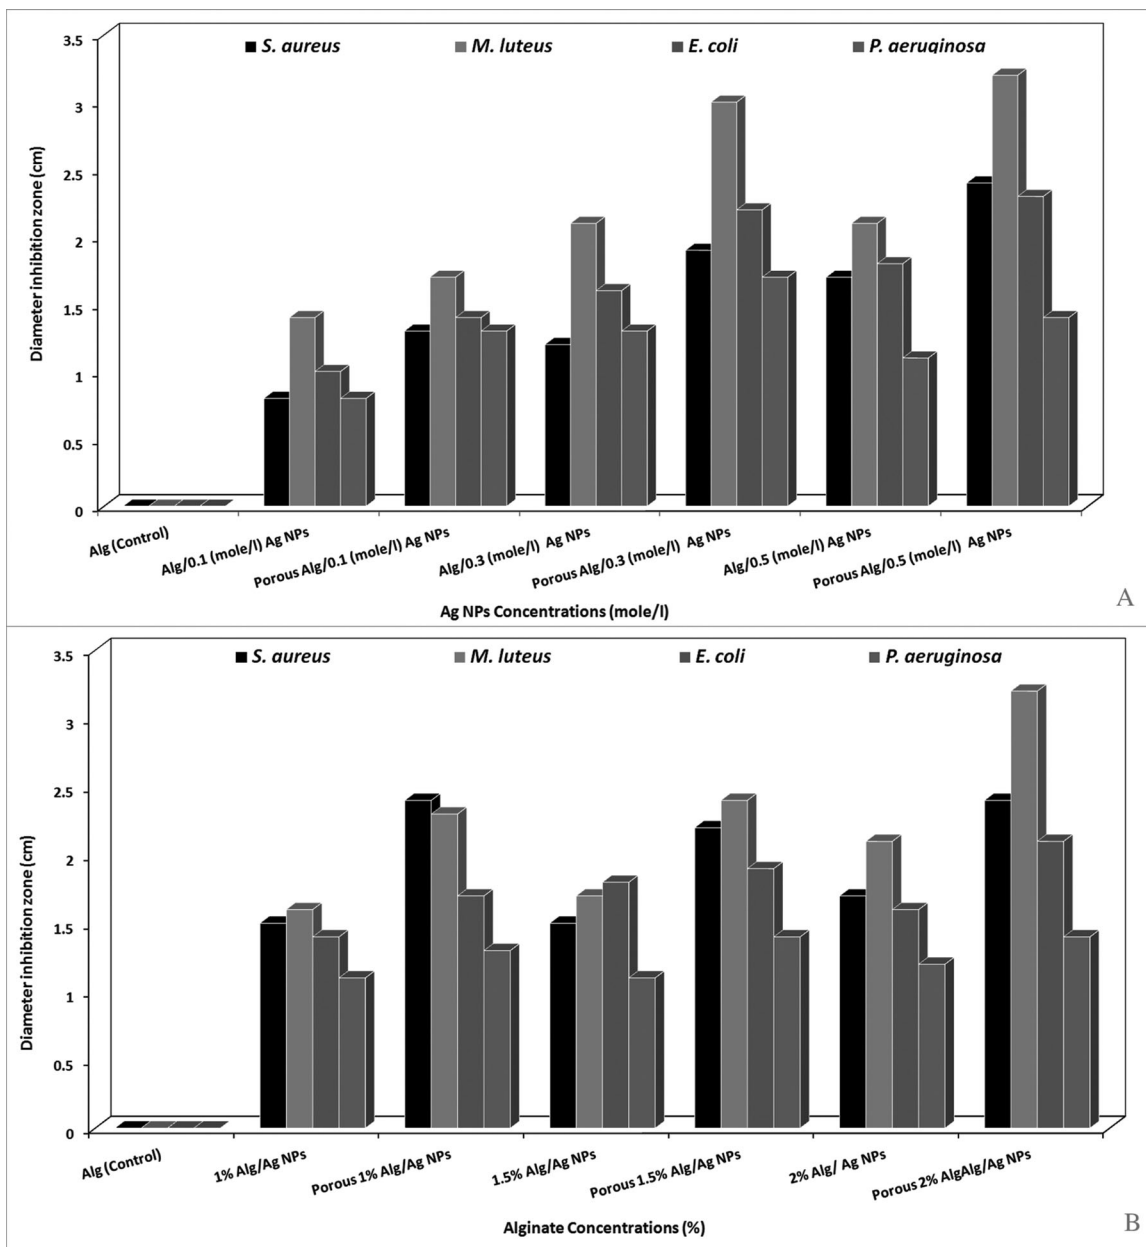 S. aureus M. luteus E. coli P. aeruginosa
3.5
3
2.5
2
1.5
1
0.5
0
Diameter inhibition zone (cm)
Alg (Control)
Alg/0.1 (mole/l) Ag NPs
Porous Alg/0.1 (mole/l) Ag NPs
Alg/0.3 (mole/l) Ag NPs
Porous Alg/0.3 (mole/l) Ag NPs
Alg/0.5 (mole/l) Ag NPs
Porous Alg/0.5 (mole/l) Ag NPs
Ag NPs Concentrations (mole/l)
A
S. aureus M. luteus E. coli P. aeruginosa
3.5
3
2.5
2
1.5
1
0.5
0
Diameter inhibition zone (cm)
Alg (Control)
1% Alg/Ag NPs
Porous 1% Alg/Ag NPs
1.5% Alg/Ag NPs
Porous 1.5% Alg/Ag NPs
2% Alg/ Ag NPs
Porous 2% AlgAlg/Ag NPs
Alginate Concentrations (%)
B